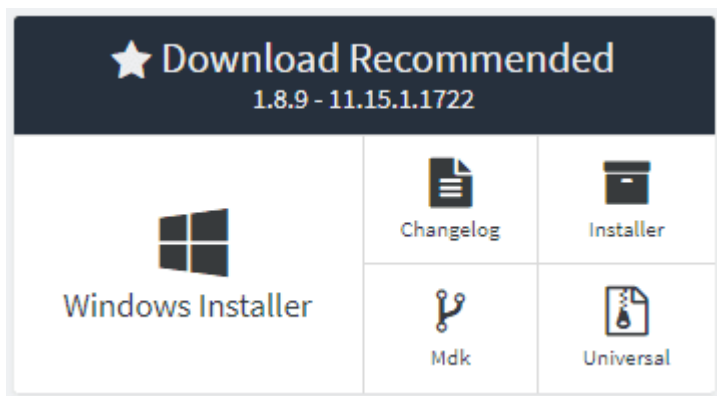 Download Recommended
1.8.9 - 11.15.1.1722
Windows Installer
Changelog
Installer
Mdk
Universal